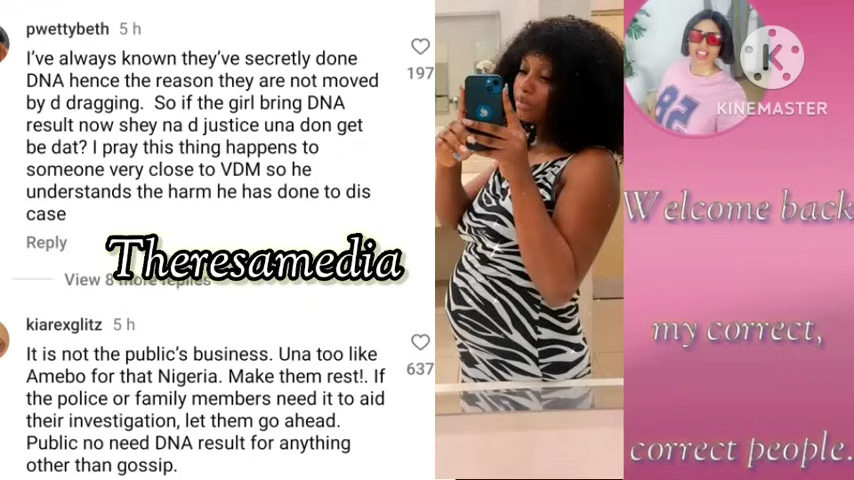 pwettybeth 5 h
I've always known they've secretly done
DNA hence the reason they are not moved
by d dragging. So if the girl bring DNA
result now shey na d justice una don get
be dat? I pray this thing happens to
someone very close to VDM so he
understands the harm he has done to dis
case
197
Reply
Theresamedia
View 8 more replies
kiarexglitz 5 h
It is not the public's business. Una too like
Amebo for that Nigeria. Make them rest!. If
the police or family members need it to aid
their investigation, let them go ahead.
Public no need DNA result for anything
other than gossip.
637
85
K
KINEMASTER
Welcome back
my correct,
correct people.